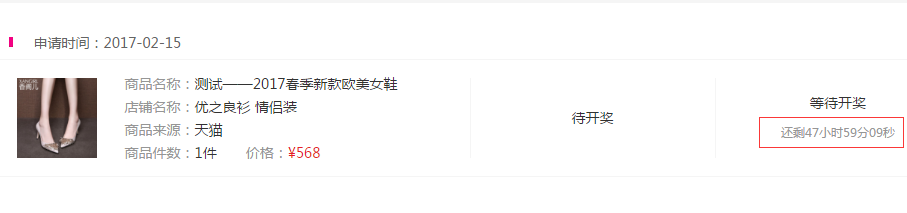 申请时间：2017-02-15
商品名称：测试——2017春季新款欧美女鞋
店铺名称：优之良衫 情侣装
商品来源：天猫
商品件数：1件 价格：¥568
待开奖
等待开奖
还剩47小时59分09秒